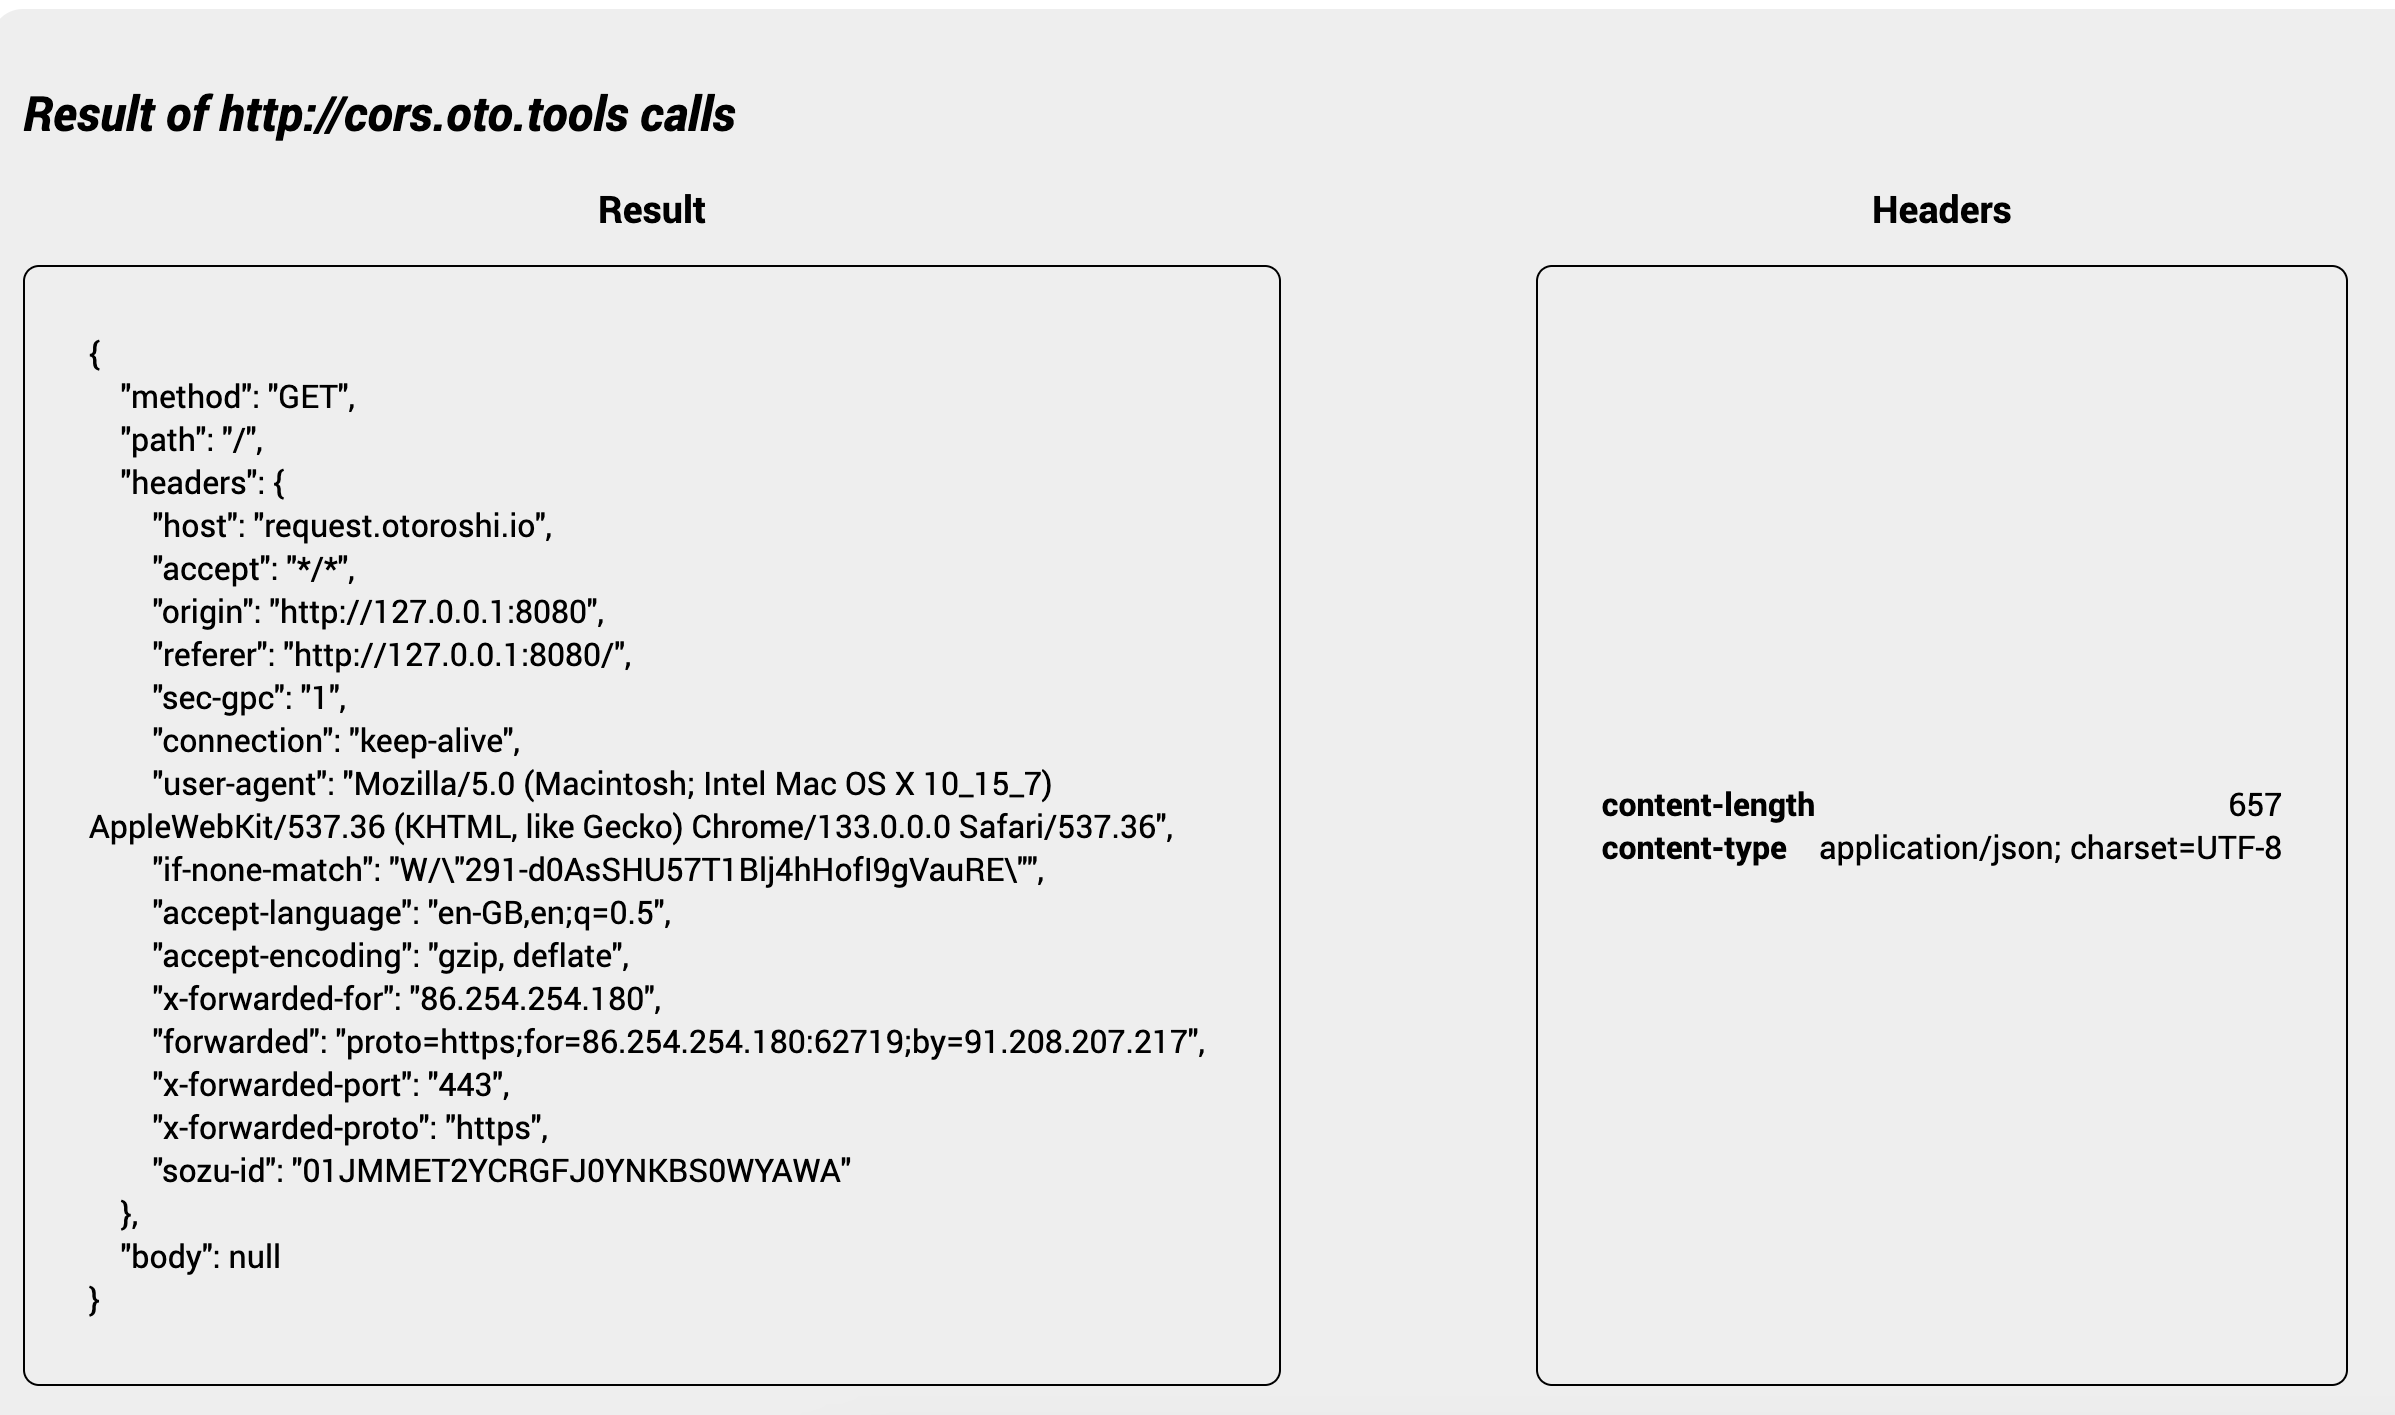 Result of http://cors.oto.tools calls
Result
{
"method": "GET",
"path": "/",
"headers": {
"host": "request.otoroshi.io",
"accept": "*/*",
"origin": "http://127.0.0.1:8080",
"referer": "http://127.0.0.1:8080/",
"sec-gpc": "1",
"connection": "keep-alive",
"user-agent": "Mozilla/5.0 (Macintosh; Intel Mac OS X 10_15_7)
AppleWebKit/537.36 (KHTML, like Gecko) Chrome/133.0.0.0 Safari/537.36",
"if-none-match": "W/\"291-d0AsSHU57T1Blj4hHofI9gVauRE\"",
"accept-language": "en-GB,en;q=0.5",
"accept-encoding": "gzip, deflate",
"x-forwarded-for": "86.254.254.180",
"forwarded": "proto=https;for=86.254.254.180:62719;by=91.208.207.217",
"x-forwarded-port": "443",
"x-forwarded-proto": "https",
"sozu-id": "01JMMET2YCRGFJ0YNKBS0WYAWA"
},
"body": null
}
Headers
content-length 657
content-type application/json; charset=UTF-8